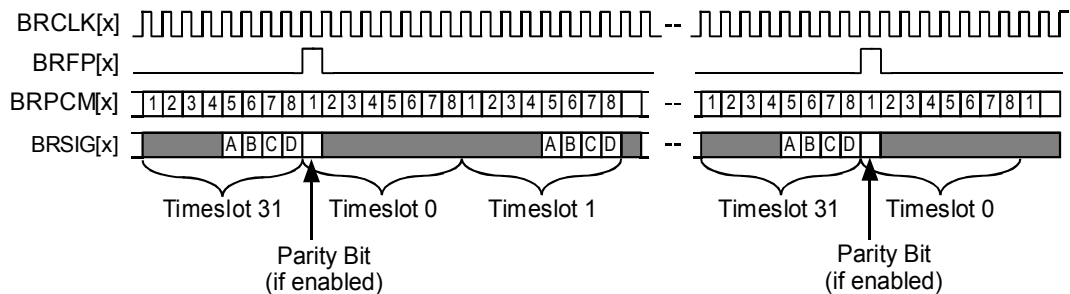 BRCLK[x] --
BRFP[x]
BRPCM[x] 1 2 3 4 5 6 7 8 1 2 3 4 5 6 7 8 1 2 3 4 5 6 7 8 -- 1 2 3 4 5 6 7 8 1 2 3 4 5 6 7 8 1
BRSIG[x] A B C D A B C D -- A B C D
Timeslot 31 Timeslot 0 Timeslot 1 Timeslot 31 Timeslot 0
Parity Bit Parity Bit
(if enabled) (if enabled)